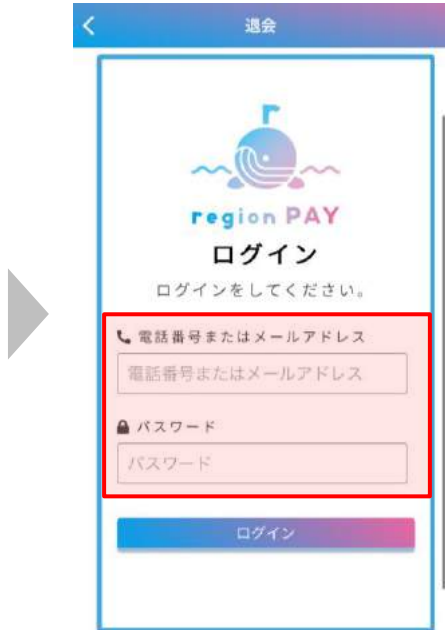 退会
r
region PAY
ログイン
ログインをしてください。
電話番号またはメールアドレス
電話番号またはメールアドレス
パスワード
パスワード
ログイン